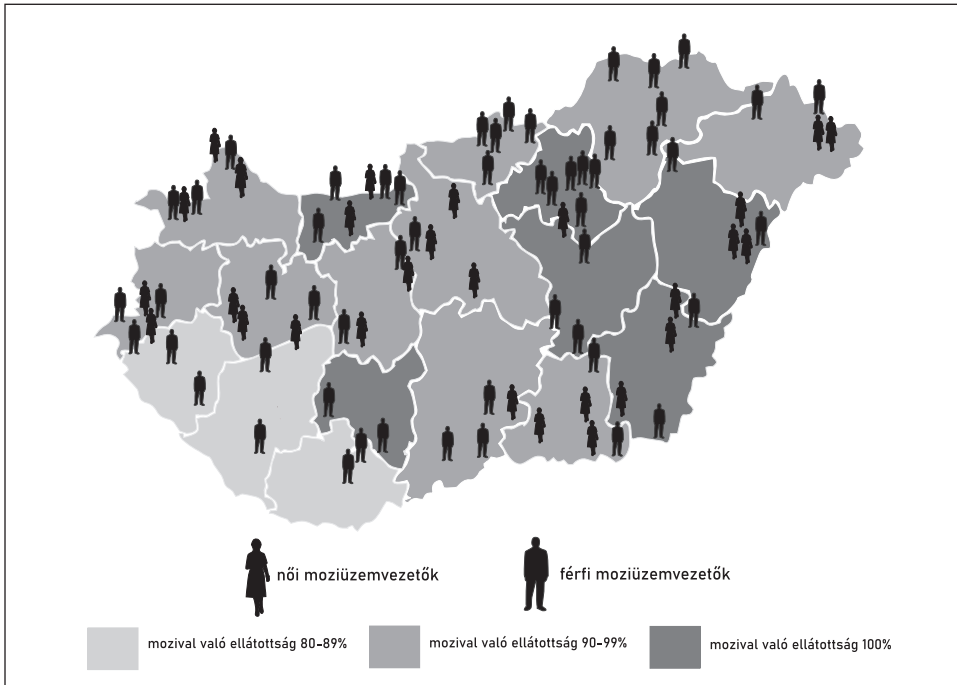 női moziüzemvezetők
férfi moziüzemvezetők
mozival való ellátottság 80-89%
mozival való ellátottság 90-99%
mozival való ellátottság 100%